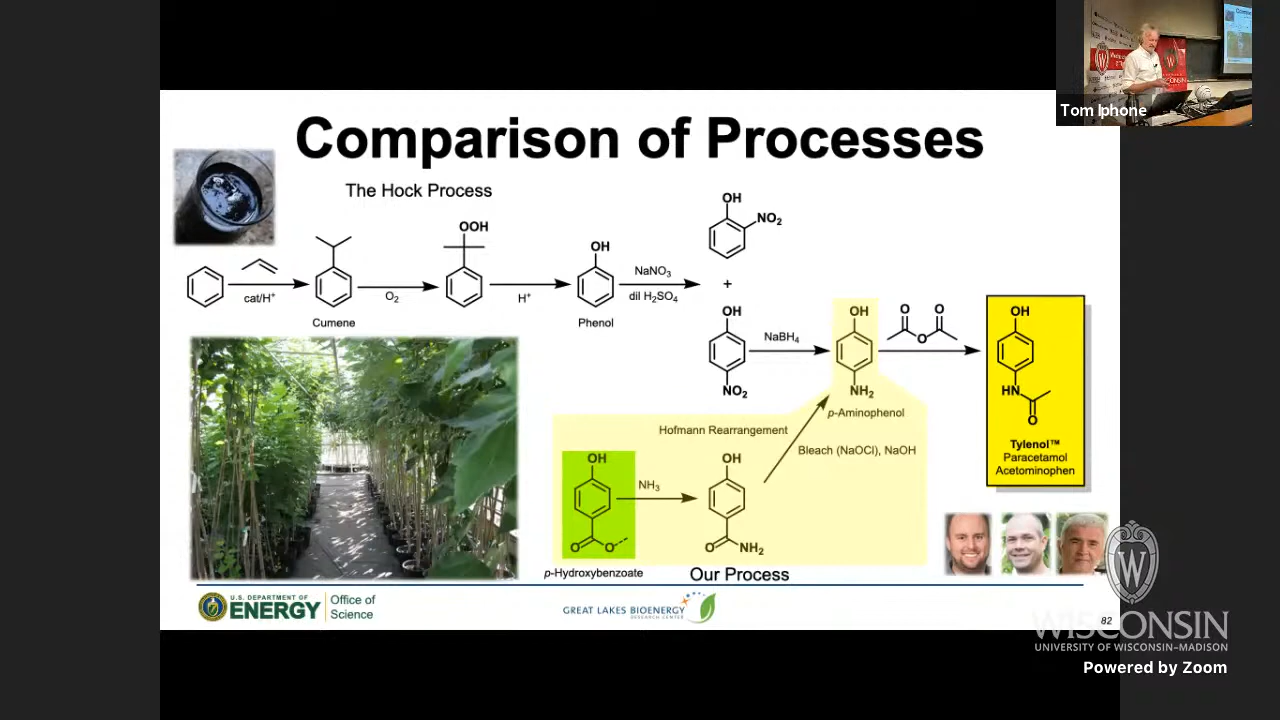 Comparison of Processes
The Hock Process
OH
NO₂
OOH
OH
cat/H⁺
O₂
H⁺
NaNO₃
dil H₂SO₄
Cumene
Phenol
+
OH
NO₂
NaBH₄
OH
NH₂
p-Aminophenol
O
O
O
OH
HN
O
Tylenol™
Paracetamol
Acetominophen
Hofmann Rearrangement
Bleach (NaOCl), NaOH
OH
O
O
NH₃
OH
O
NH₂
p-Hydroxybenzoate
Our Process
U.S. DEPARTMENT OF
ENERGY
Office of
Science
GREAT LAKES BIOENERGY
RESEARCH CENTER
82
Tom Iphone
W
WISCONSIN
UNIVERSITY OF WISCONSIN–MADISON
Powered by Zoom